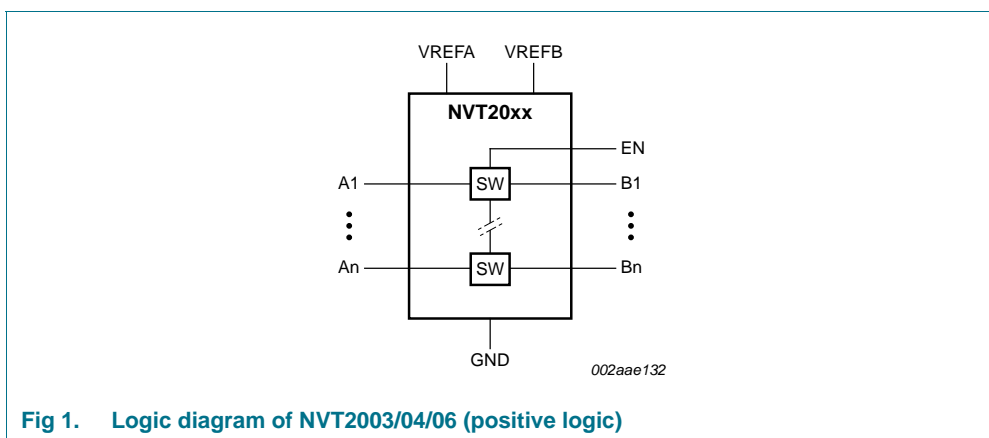 VREFA VREFB
NVT20xx
EN
A1 SW B1
An SW Bn
GND
002aae132
Fig 1. Logic diagram of NVT2003/04/06 (positive logic)